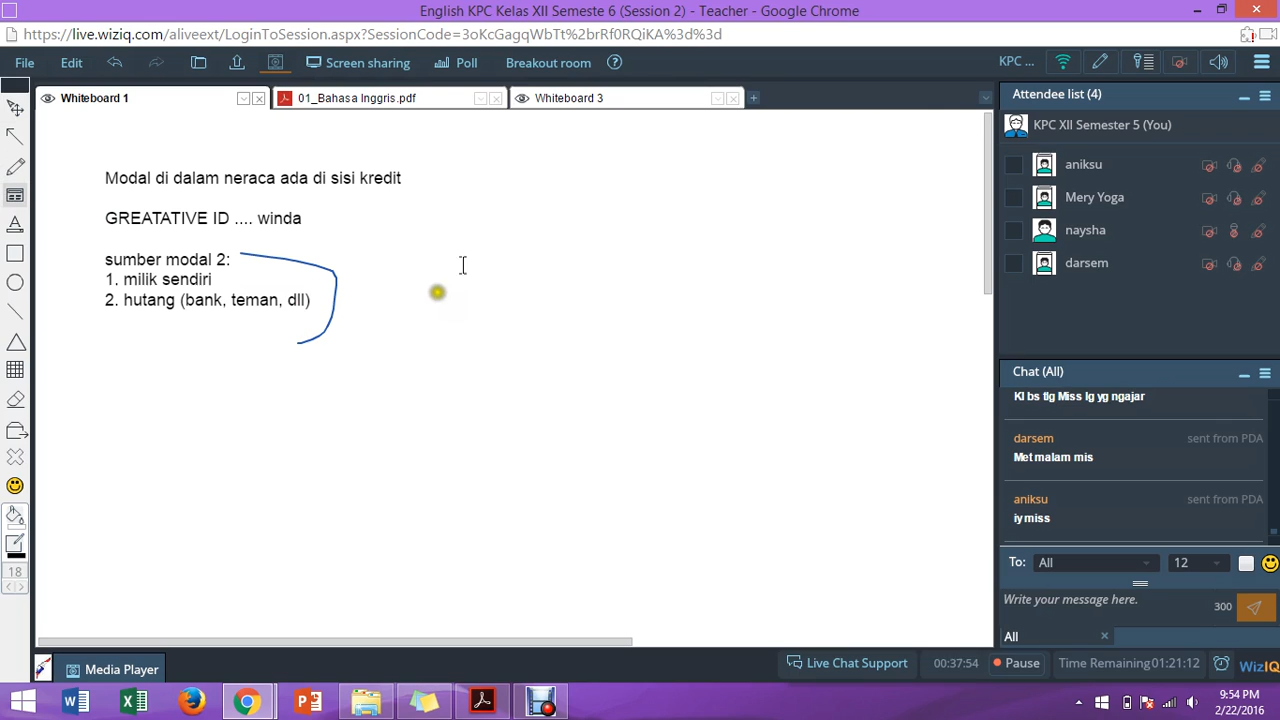 English KPC Kelas XII Semeste 6 (Session 2) - Teacher - Google Chrome
https://live.wiziq.com/aliveext/LoginToSession.aspx?SessionCode=3oKcGagqWbTt%2brRf0RQiKA%3d%3d
File Edit Screen sharing Poll Breakout room ? KPC ...
Whiteboard 1 01_Bahasa Inggris.pdf Whiteboard 3
Modal di dalam neraca ada di sisi kredit
GREATATIVE ID .... winda
sumber modal 2:
1. milik sendiri
2. hutang (bank, teman, dll)
18
Attendee list (4)
KPC XII Semester 5 (You)
aniksu
Mery Yoga
naysha
darsem
Chat (All)
Kl bs tlg Miss lg yg ngajar
darsem sent from PDA
Met malam mis
aniksu sent from PDA
iy miss
To: All 12
Write your message here. 300
All
Media Player Live Chat Support 00:37:54 Pause Time Remaining 01:21:12 WizIQ
9:54 PM
2/22/2016